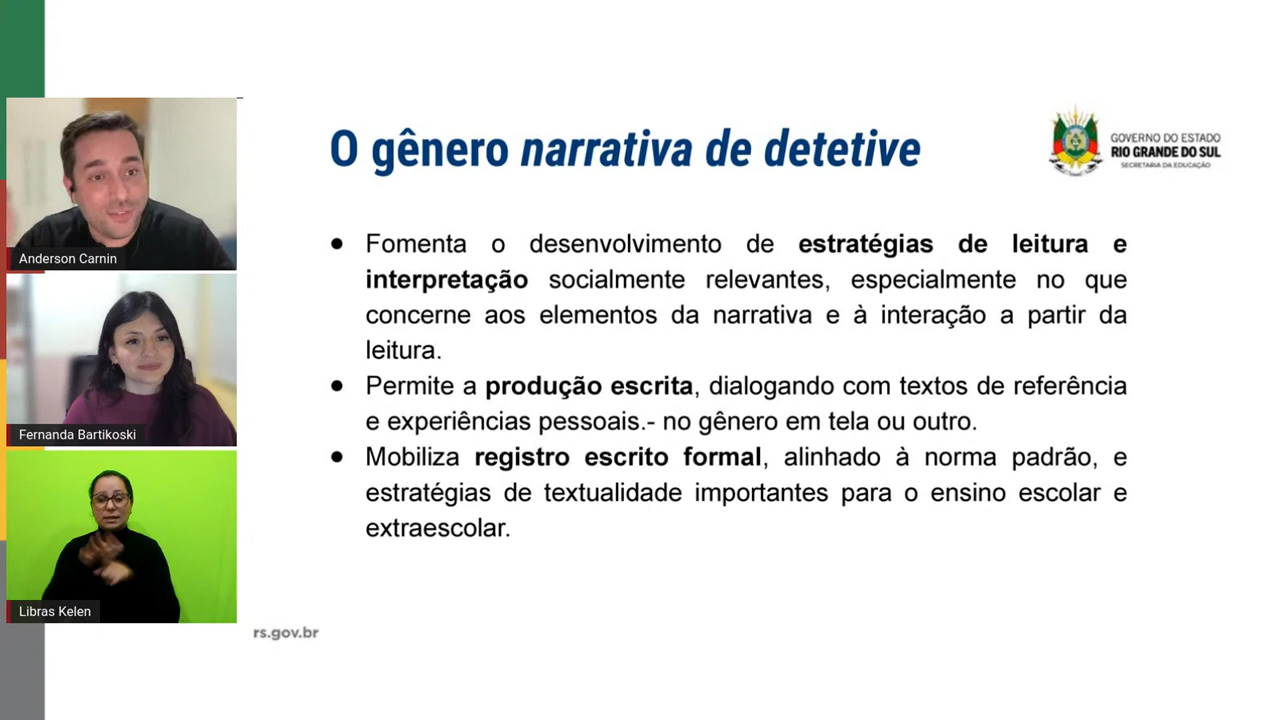 O gênero narrativa de detetive
GOVERNO DO ESTADO
RIO GRANDE DO SUL
SECRETARIA DA EDUCAÇÃO
Anderson Carnin
Fernanda Bartikoski
Libras Kelen
● Fomenta o desenvolvimento de estratégias de leitura e
interpretação socialmente relevantes, especialmente no que
concerne aos elementos da narrativa e à interação a partir da
leitura.
● Permite a produção escrita, dialogando com textos de referência
e experiências pessoais.- no gênero em tela ou outro.
● Mobiliza registro escrito formal, alinhado à norma padrão, e
estratégias de textualidade importantes para o ensino escolar e
extraescolar.
rs.gov.br